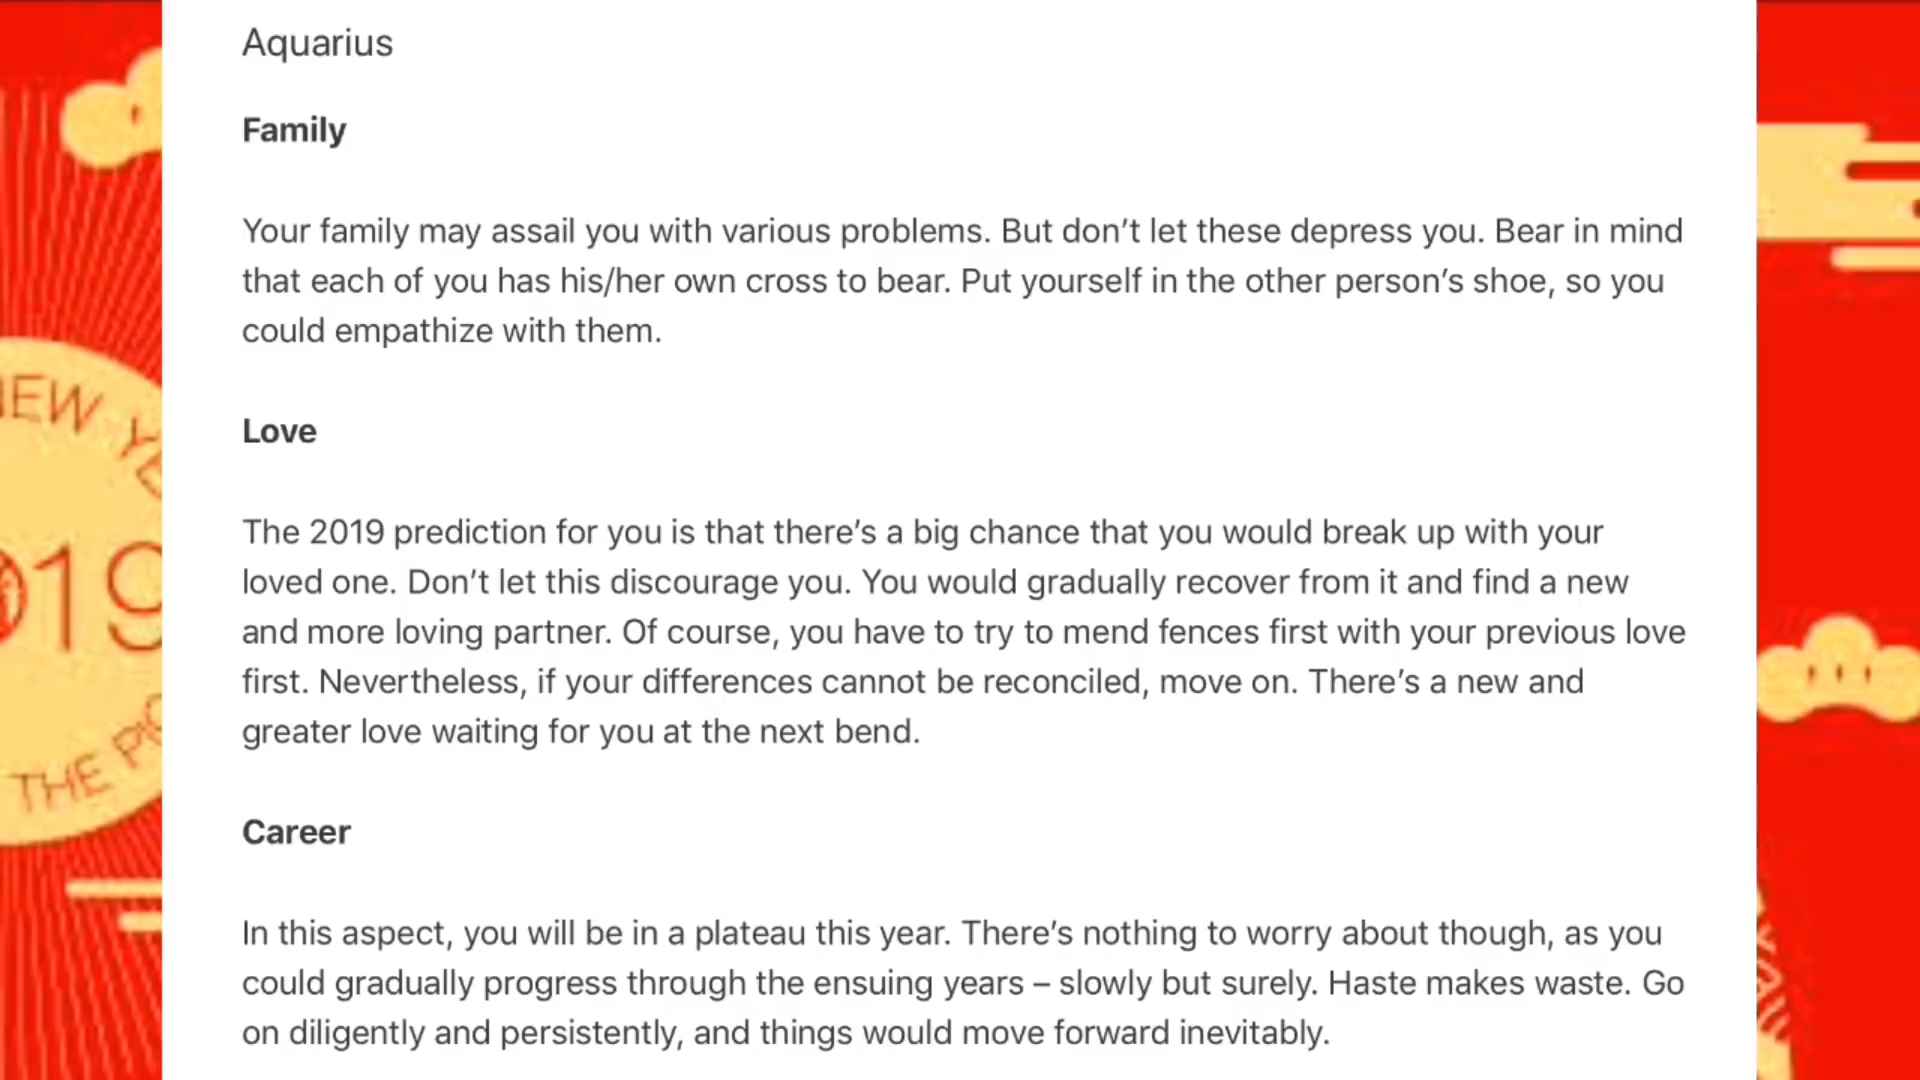 Aquarius
Family
Your family may assail you with various problems. But don’t let these depress you. Bear in mind
that each of you has his/her own cross to bear. Put yourself in the other person’s shoe, so you
could empathize with them.
Love
The 2019 prediction for you is that there’s a big chance that you would break up with your
loved one. Don’t let this discourage you. You would gradually recover from it and find a new
and more loving partner. Of course, you have to try to mend fences first with your previous love
first. Nevertheless, if your differences cannot be reconciled, move on. There’s a new and
greater love waiting for you at the next bend.
Career
In this aspect, you will be in a plateau this year. There’s nothing to worry about though, as you
could gradually progress through the ensuing years – slowly but surely. Haste makes waste. Go
on diligently and persistently, and things would move forward inevitably.
EW YE
019
THE PIG